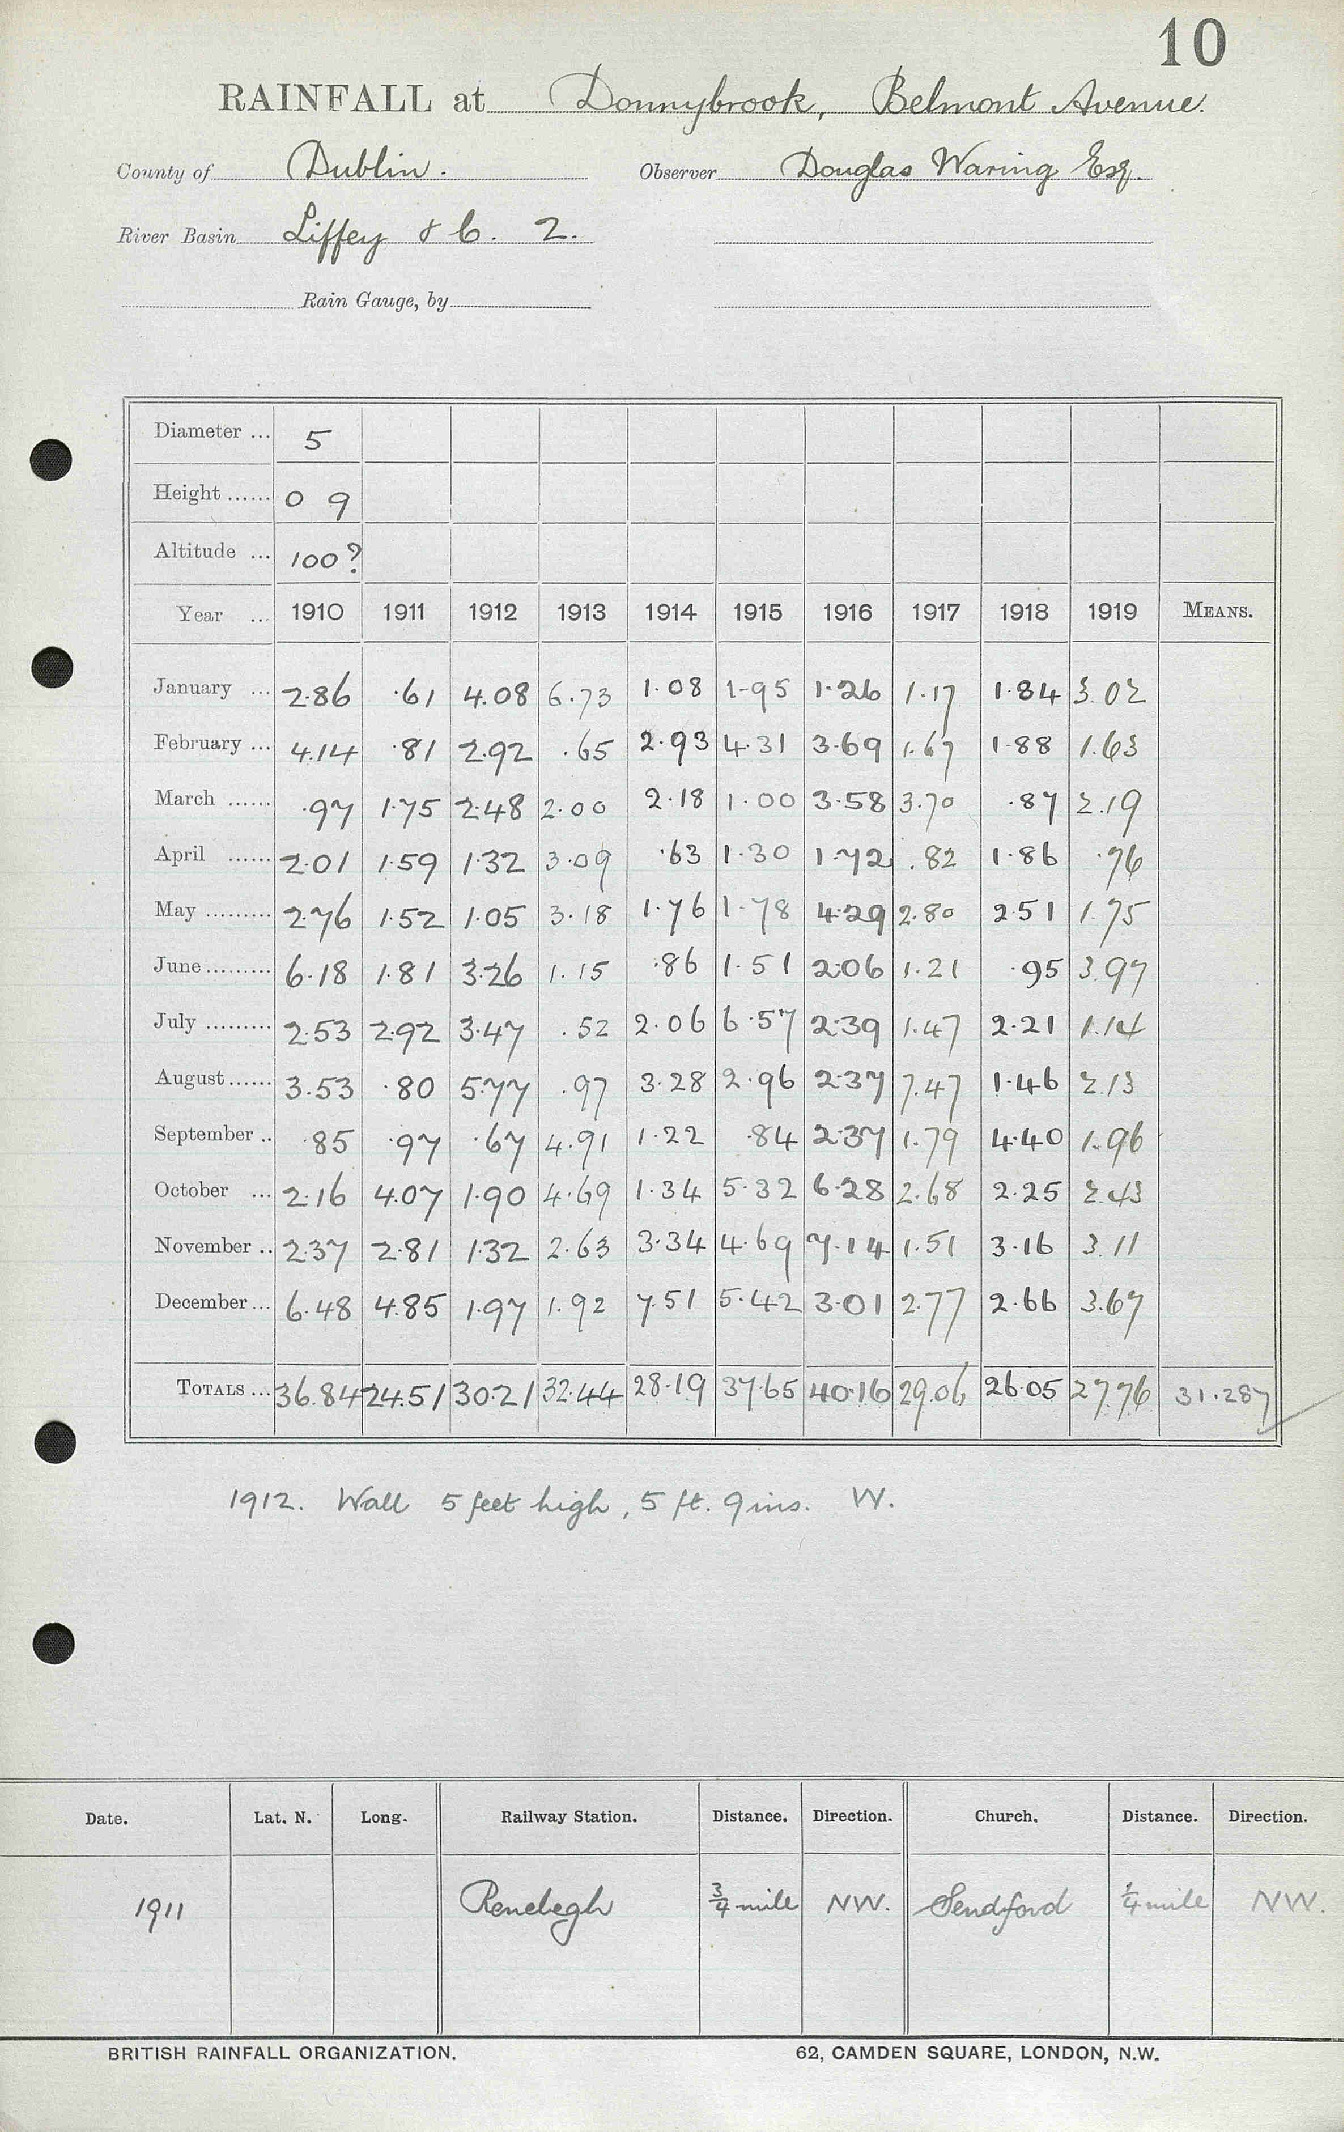 10
RAINFALL at Donnybrook, Belmont Avenue.
County of Dublin. Observer Douglas Waring Esq.
River Basin Liffey & C. 2.
Rain Gauge, by
Diameter ... 5
Height ...... 0 9
Altitude ... 100?
Year ... 1910 1911 1912 1913 1914 1915 1916 1917 1918 1919 MEANS.
January ... 2.86 .61 4.08 6.73 1.08 1.95 1.26 1.17 1.84 3.02
February ... 4.14 .81 2.92 .65 2.93 4.31 3.69 1.67 1.88 1.63
March ...... .97 1.75 2.48 2.00 2.18 1.00 3.58 3.70 .87 2.19
April ...... 2.01 1.59 1.32 3.09 .63 1.30 1.72 .82 1.86 .76
May ......... 2.76 1.52 1.05 3.18 1.76 1.78 4.29 2.80 2.51 1.75
June ......... 6.18 1.81 3.26 1.15 .86 1.51 2.06 1.21 .95 3.97
July ......... 2.53 2.92 3.47 .52 2.06 6.57 2.39 1.47 2.21 1.14
August ...... 3.53 .80 5.77 .97 3.28 2.96 2.37 7.47 1.46 2.13
September .. .85 .97 .67 4.91 1.22 .84 2.37 1.79 4.40 1.96
October ... 2.16 4.07 1.90 4.69 1.34 5.32 6.28 2.68 2.25 2.43
November .. 2.37 2.81 1.32 2.63 3.34 4.69 7.14 1.51 3.16 3.11
December ... 6.48 4.85 1.97 1.92 7.51 5.42 3.01 2.77 2.66 3.67
TOTALS ... 36.84 24.51 30.21 32.44 28.19 37.65 40.16 29.06 26.05 27.76 31.287
1912. Wall 5 feet high, 5 ft. 9 ins. W.
Date. Lat. N. Long. Railway Station. Distance. Direction. Church. Distance. Direction.
1911 Renelegh 3/4 mile NW. Sendford 1/4 mile NW.
BRITISH RAINFALL ORGANIZATION. 62, CAMDEN SQUARE, LONDON, N.W.